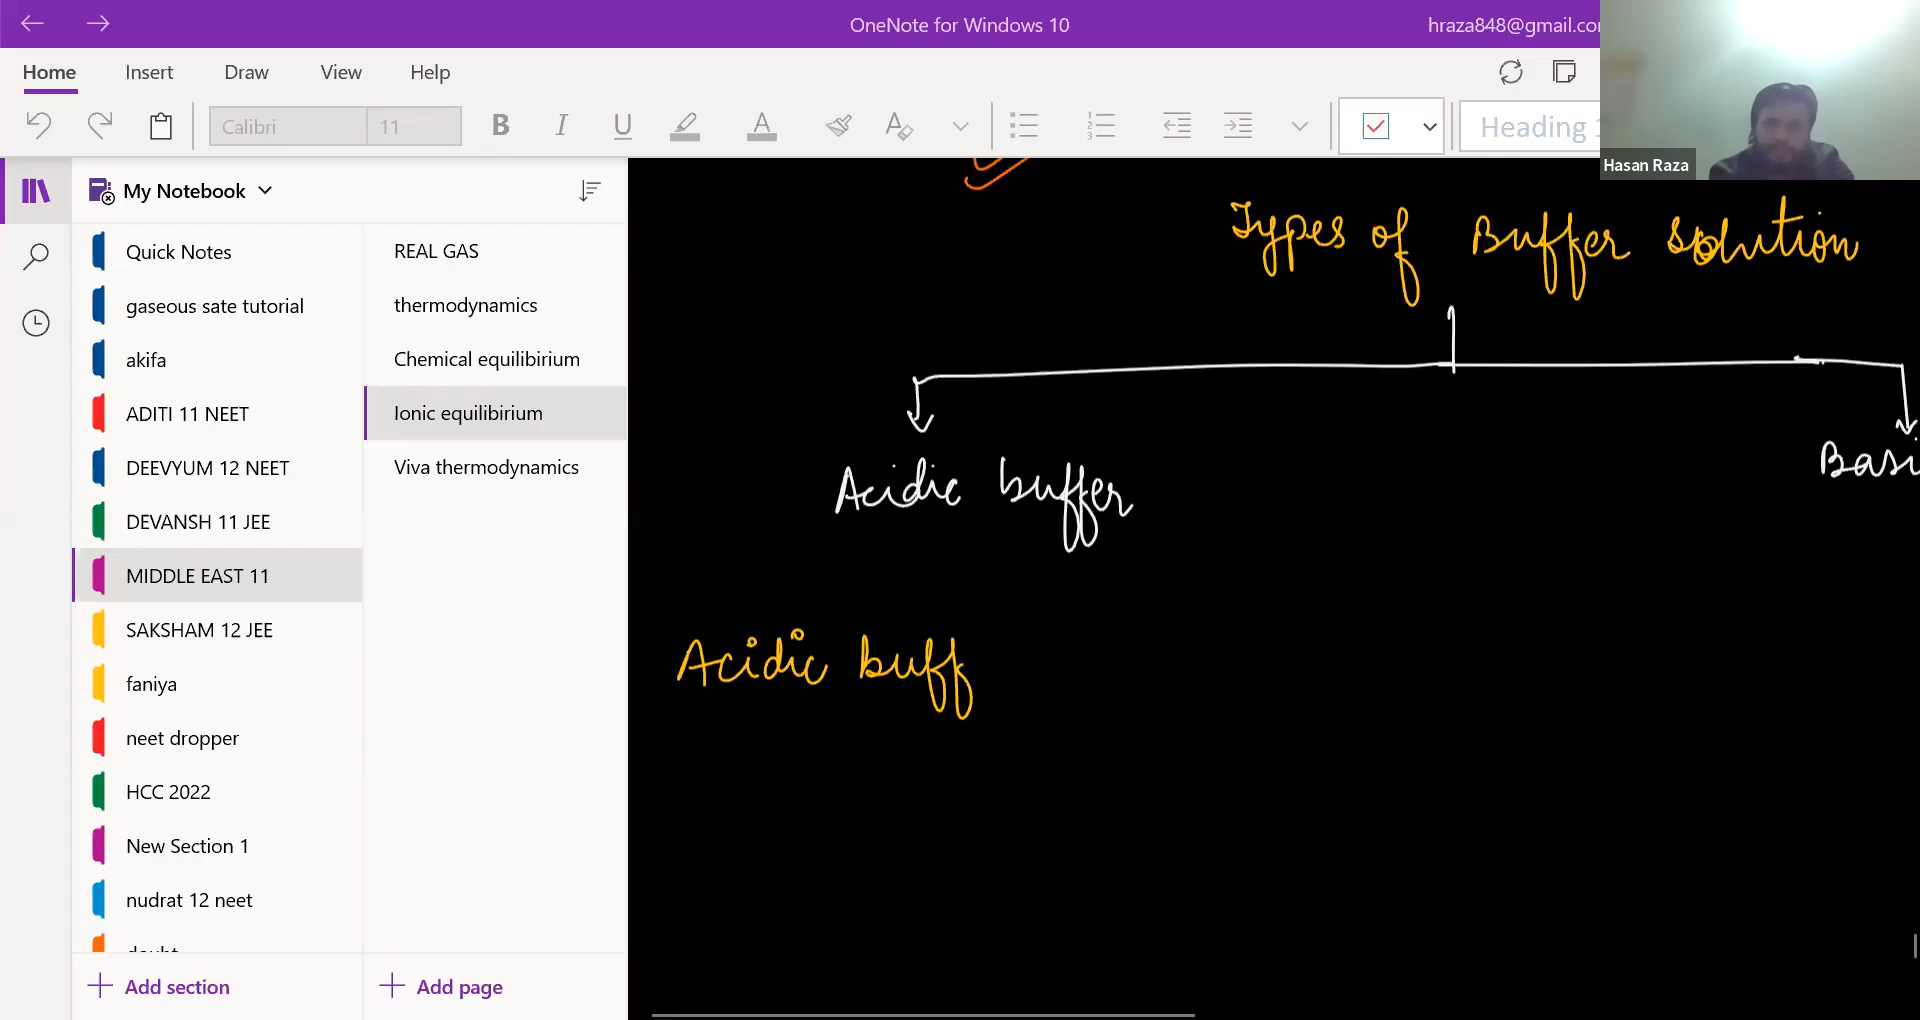 OneNote for Windows 10
hraza848@gmail.co
Home Insert Draw View Help
Calibri 11 B I U Heading
Hasan Raza
My Notebook
Quick Notes
gaseous sate tutorial
akifa
ADITI 11 NEET
DEEVYUM 12 NEET
DEVANSH 11 JEE
MIDDLE EAST 11
SAKSHAM 12 JEE
faniya
neet dropper
HCC 2022
New Section 1
nudrat 12 neet
Add section
REAL GAS
thermodynamics
Chemical equilibirium
Ionic equilibirium
Viva thermodynamics
Add page
Types of Buffer solution
Acidic buffer
Basi
Acidic buff